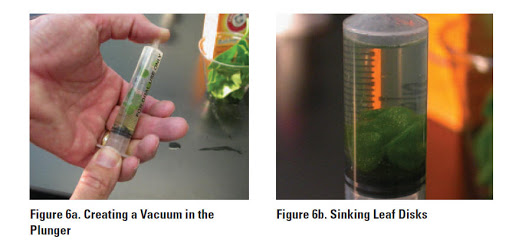 Figure 6a. Creating a Vacuum in the
Plunger
Figure 6b. Sinking Leaf Disks